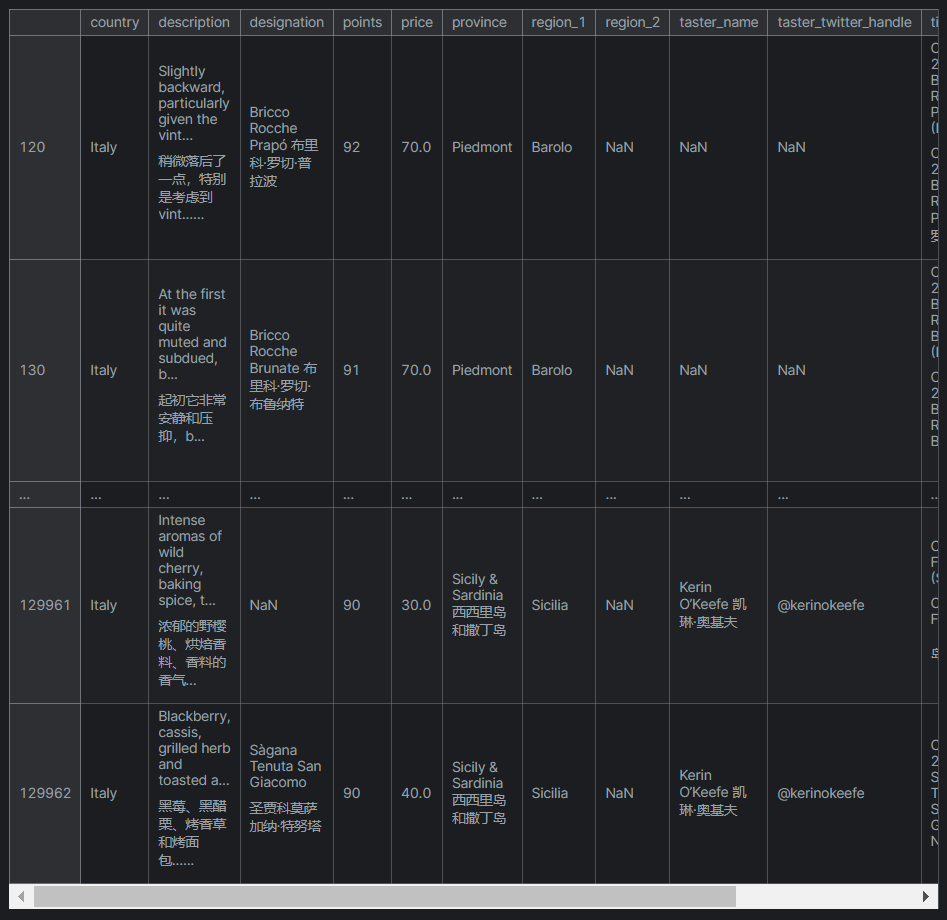 country description designation points price province region_1 region_2 taster_name taster_twitter_handle
120
Italy
Slightly
backward,
particularly
given the
vint...
稍微落后了
一点，特别
是考虑到
vint......
Bricco
Rocche
Prapó 布里
科·罗切·普
拉波
92
70.0
Piedmont
Barolo
NaN
NaN
NaN
130
Italy
At the first
it was
quite
muted and
subdued,
b...
起初它非常
安静和压
抑，b...
Bricco
Rocche
Brunate 布
里科·罗切·
布鲁纳特
91
70.0
Piedmont
Barolo
NaN
NaN
NaN
... ... ... ... ... ... ... ... ... ... ...
129961
Italy
Intense
aromas of
wild
cherry,
baking
spice, t...
浓郁的野樱
桃、烘焙香
料、香料的
香气...
NaN
90
30.0
Sicily &
Sardinia
西西里岛
和撒丁岛
Sicilia
NaN
Kerin
O'Keefe 凯
琳·奥基夫
@kerinokeefe
129962
Italy
Blackberry,
cassis,
grilled herb
and
toasted a...
黑莓、黑醋
栗、烤香草
和烤面
包......
Sàgana
Tenuta San
Giacomo
圣贾科莫萨
加纳·特努塔
90
40.0
Sicily &
Sardinia
西西里岛
和撒丁岛
Sicilia
NaN
Kerin
O'Keefe 凯
琳·奥基夫
@kerinokeefe